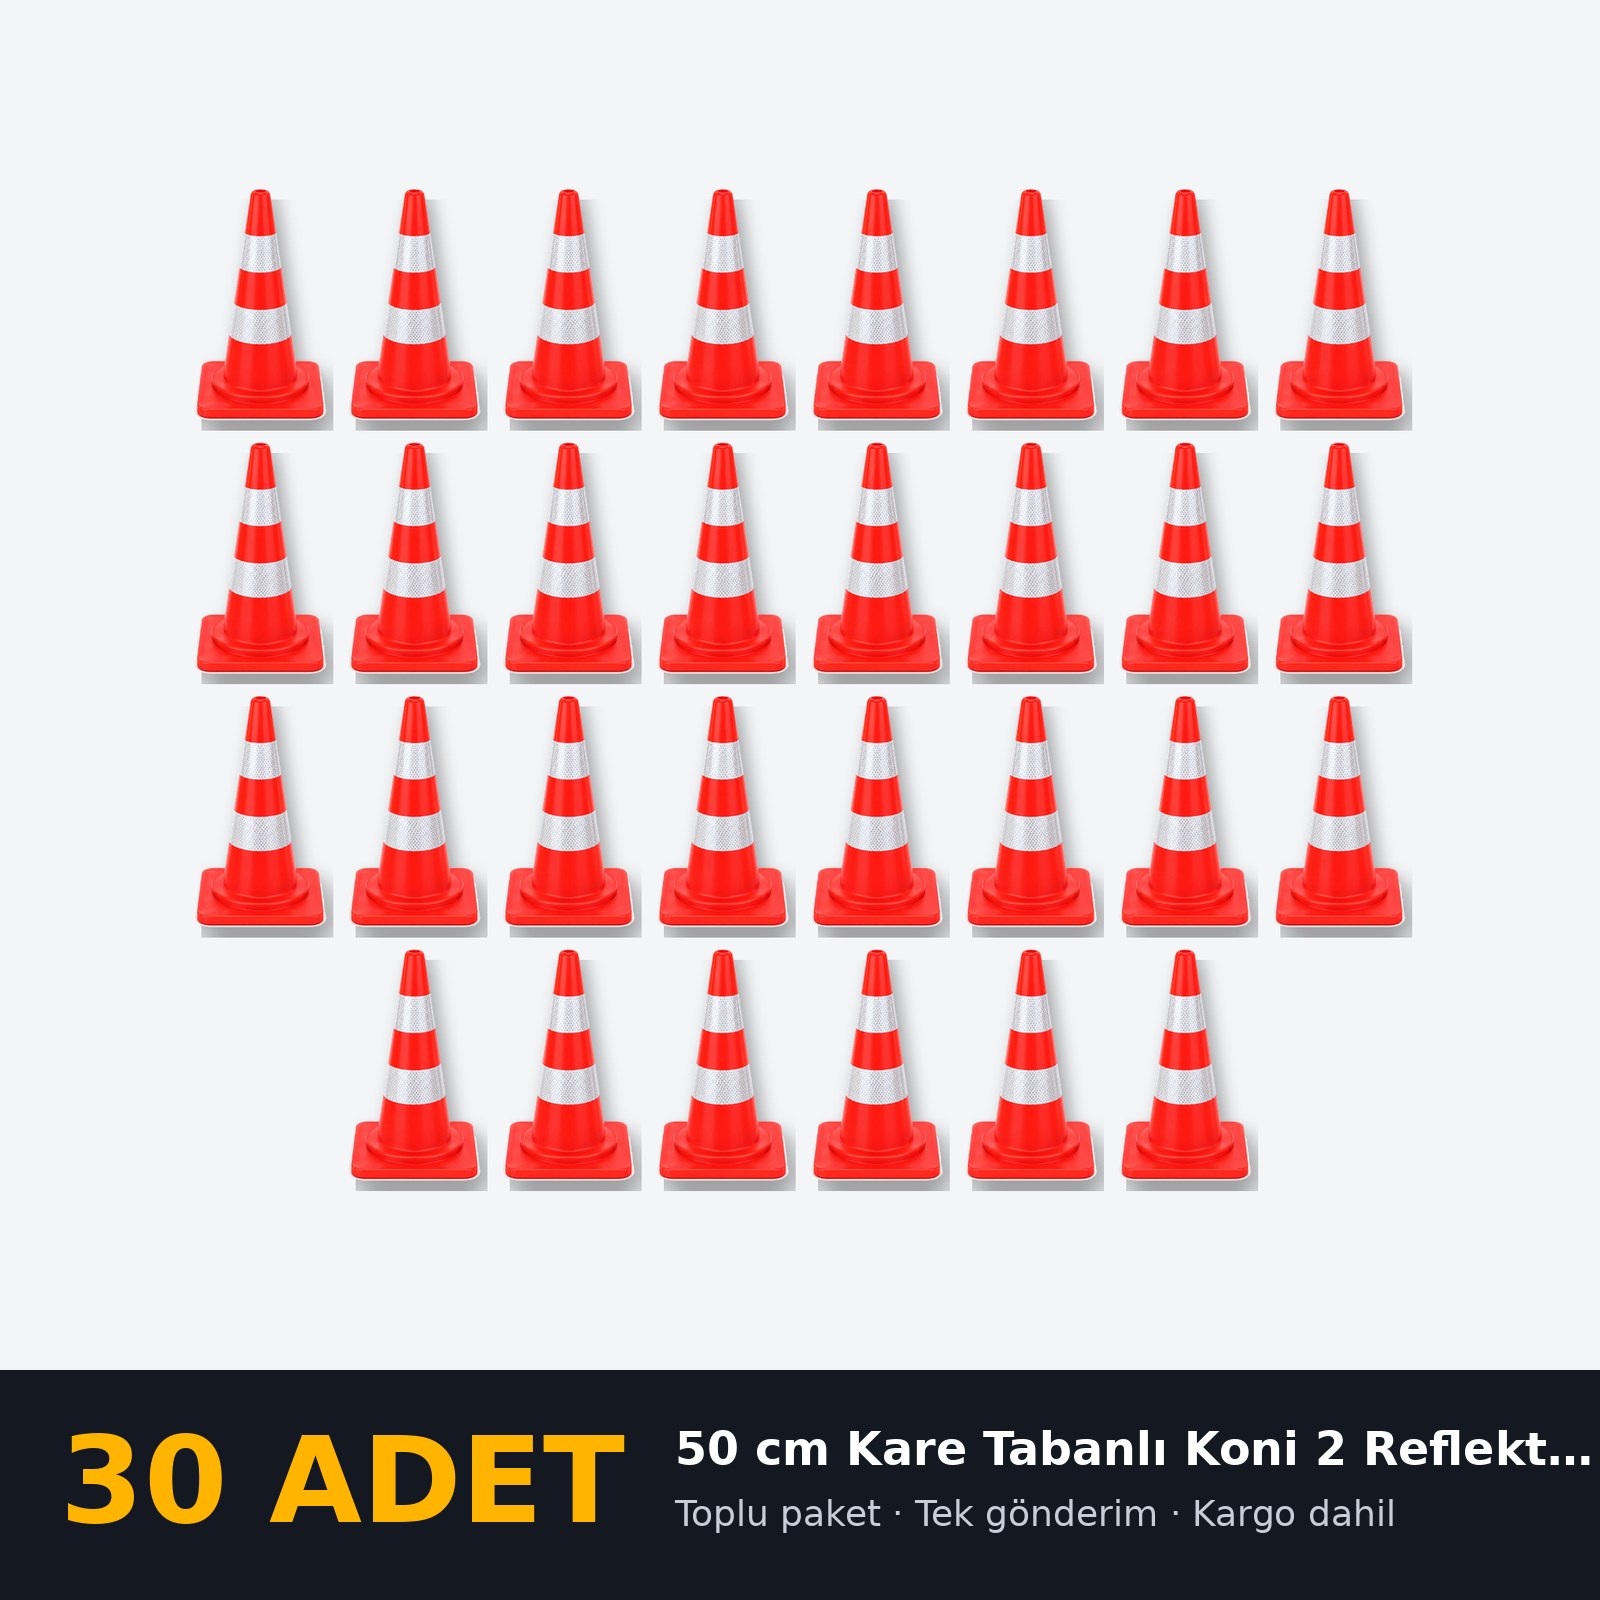 30 ADET
50 cm Kare Tabanlı Koni 2 Reflekt...
Toplu paket · Tek gönderim · Kargo dahil